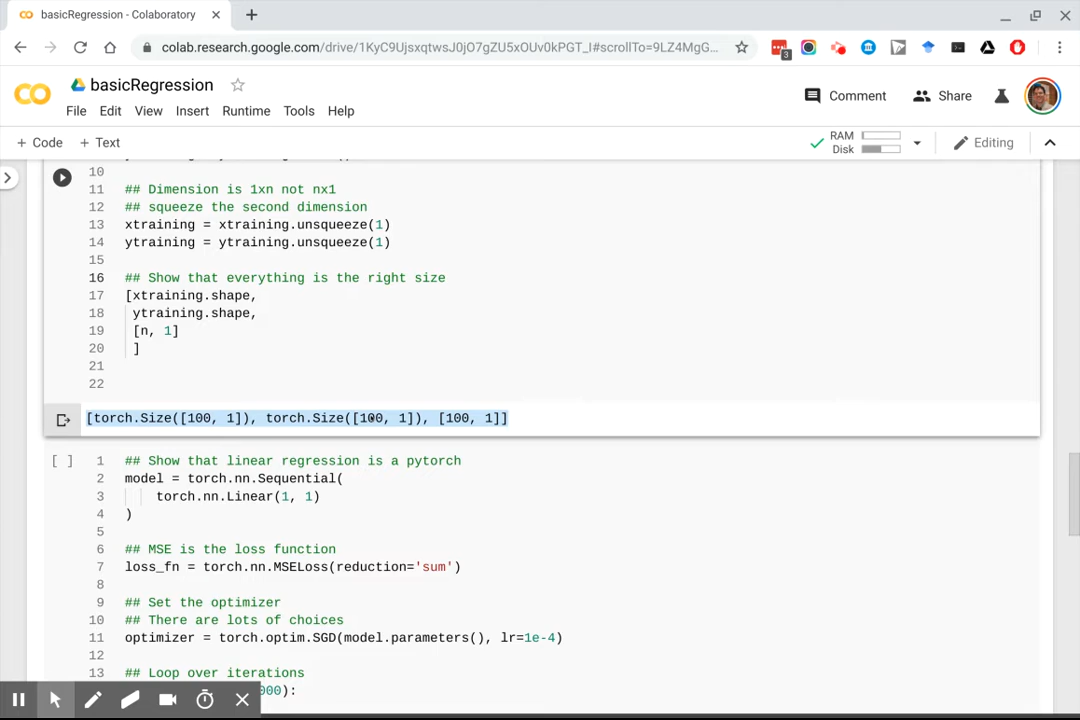 basicRegression - Colaboratory
colab.research.google.com/drive/1KyC9UjsxqtwsJ0jO7gZU5xOUv0kPGT_I#scrollTo=9LZ4MgG...
3
basicRegression
File Edit View Insert Runtime Tools Help
Comment Share
+ Code + Text
RAM
Disk
Editing
10
11 ## Dimension is 1xn not nx1
12 ## squeeze the second dimension
13 xtraining = xtraining.unsqueeze(1)
14 ytraining = ytraining.unsqueeze(1)
15
16 ## Show that everything is the right size
17 [xtraining.shape,
18 ytraining.shape,
19 [n, 1]
20 ]
21
22
[torch.Size([100, 1]), torch.Size([100, 1]), [100, 1]]
[ ] 1 ## Show that linear regression is a pytorch
2 model = torch.nn.Sequential(
3 torch.nn.Linear(1, 1)
4 )
5
6 ## MSE is the loss function
7 loss_fn = torch.nn.MSELoss(reduction='sum')
8
9 ## Set the optimizer
10 ## There are lots of choices
11 optimizer = torch.optim.SGD(model.parameters(), lr=1e-4)
12
13 ## Loop over iterations
000):